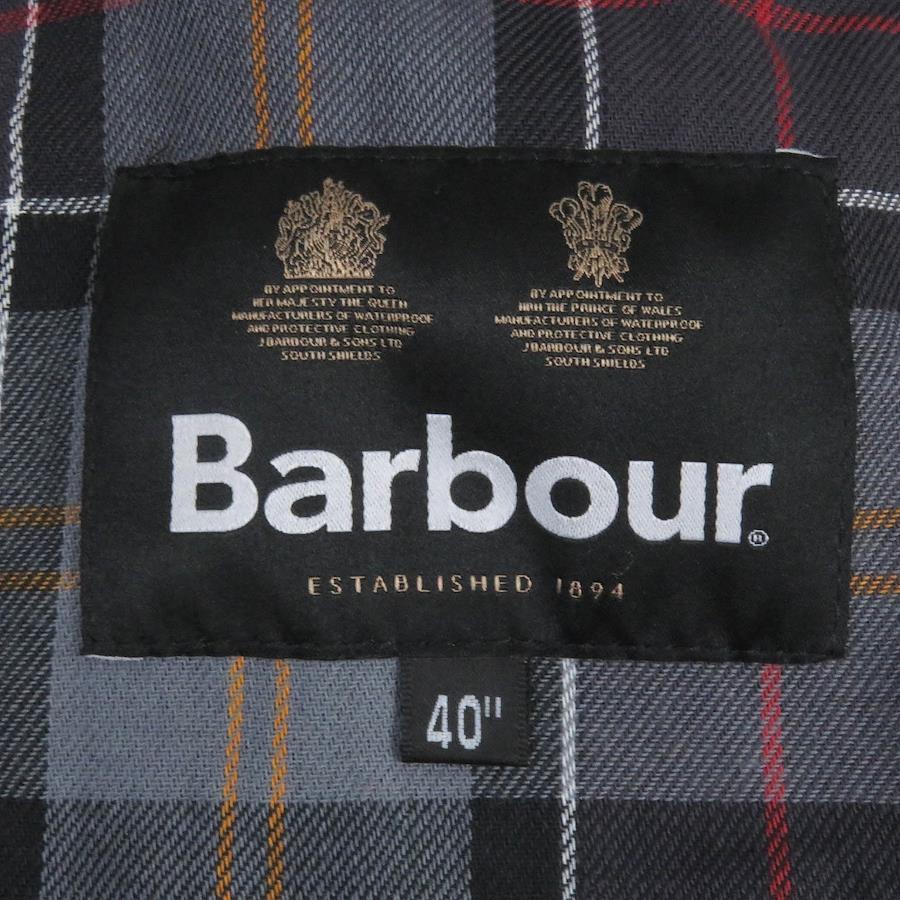 BY APPOINTMENT TO
HER MAJESTY THE QUEEN
MANUFACTURERS OF WATERPROOF
AND PROTECTIVE CLOTHING
J BARBOUR & SONS LTD
SOUTH SHIELDS
BY APPOINTMENT TO
HRH THE PRINCE OF WALES
MANUFACTURERS OF WATERPROOF
AND PROTECTIVE CLOTHING
J BARBOUR & SONS LTD
SOUTH SHIELDS
Barbour®
ESTABLISHED 1894
40"